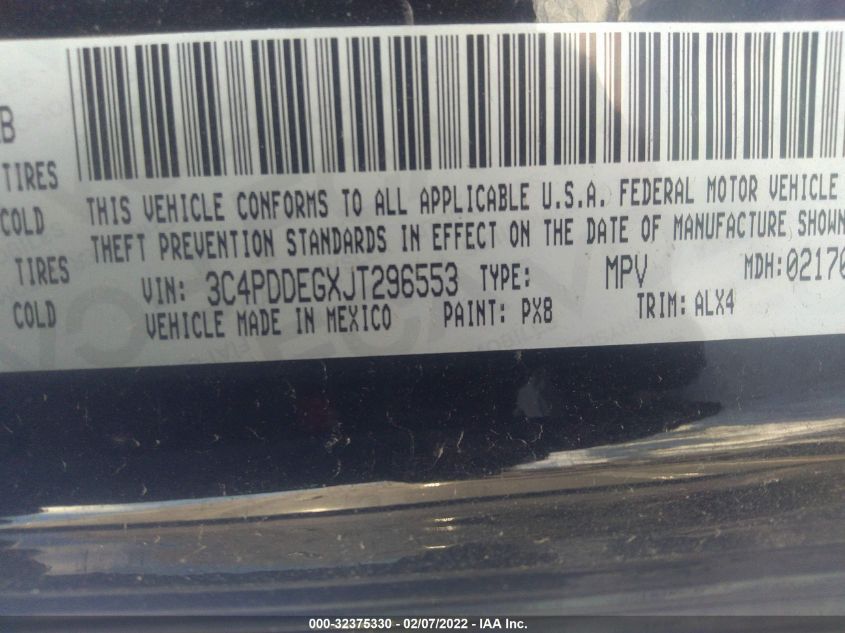 B
TIRES
COLD
TIRES
COLD
THIS VEHICLE CONFORMS TO ALL APPLICABLE U.S.A. FEDERAL MOTOR VEHICLE
THEFT PREVENTION STANDARDS IN EFFECT ON THE DATE OF MANUFACTURE SHOWN
VIN: 3C4PDDEGXJT296553 TYPE: MPV MDH:02170
VEHICLE MADE IN MEXICO PAINT: PX8 TRIM: ALX4
000-32375330 - 02/07/2022 - IAA Inc.